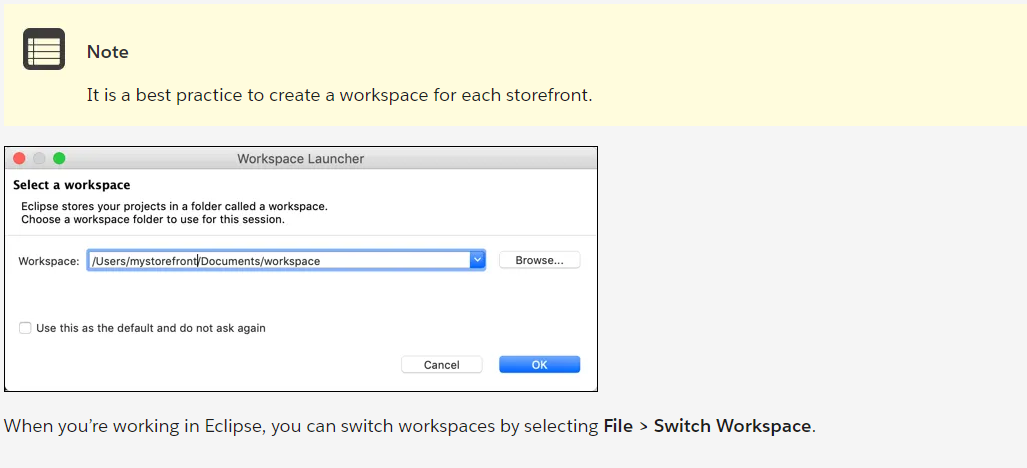 Note
It is a best practice to create a workspace for each storefront.
Workspace Launcher
Select a workspace
Eclipse stores your projects in a folder called a workspace.
Choose a workspace folder to use for this session.
Workspace: /Users/mystorefront/Documents/workspace Browse...
Use this as the default and do not ask again
Cancel OK
When you’re working in Eclipse, you can switch workspaces by selecting File > Switch Workspace.